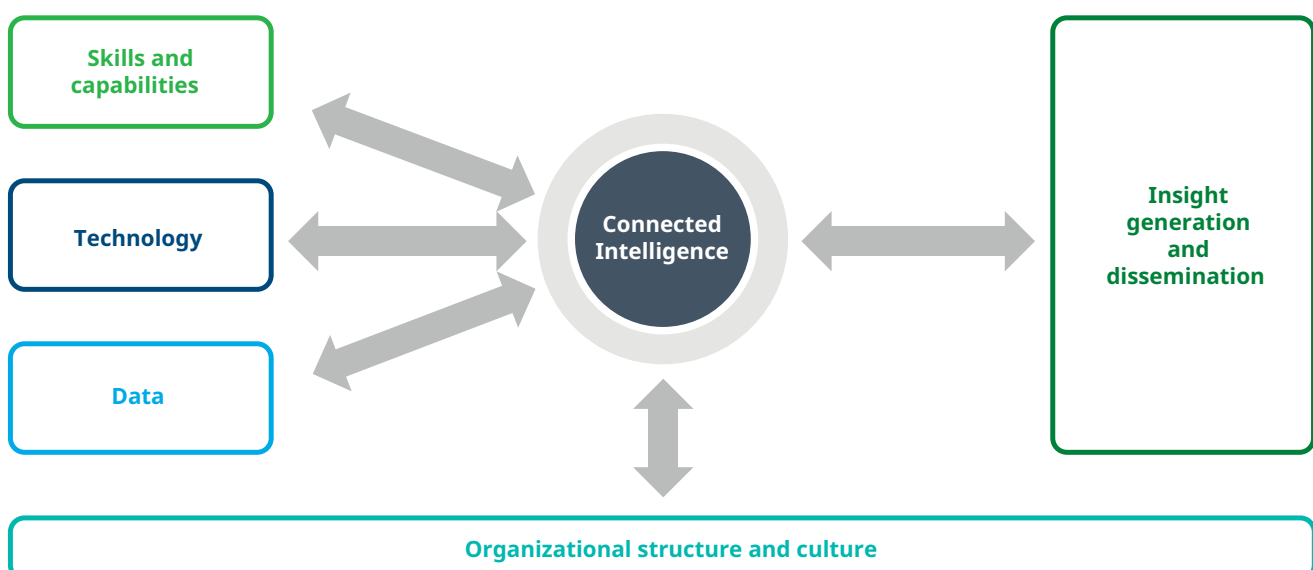 Skills and
capabilities
Technology
Data
Connected
Intelligence
Insight
generation
and
dissemination
Organizational structure and culture